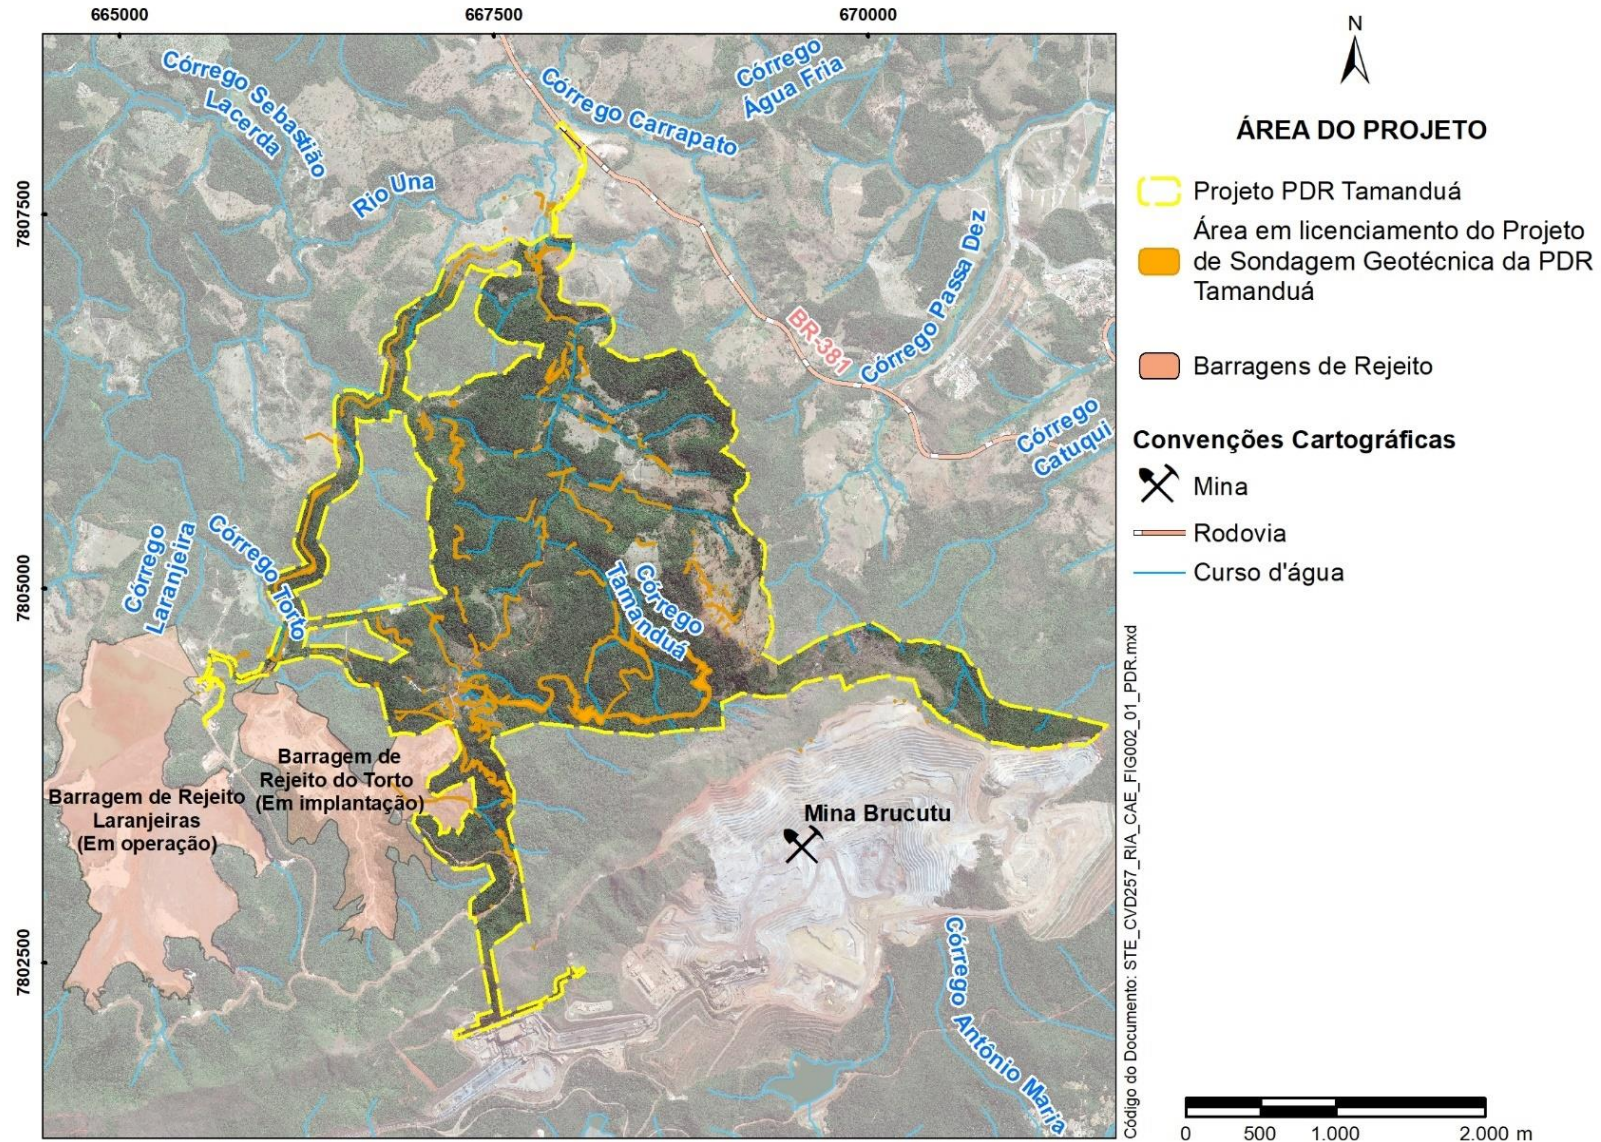 665000
667500
670000
7807500
7805000
7802500
Córrego Sebastião
Lacerda
Rio Una
Córrego Carrapato
Córrego
Água Fria
Córrego Passa Dez
BR-381
Córrego
Catuqui
Córrego
Laranjeira
Córrego Torto
Córrego
Tamanduá
Barragem de
Rejeito do Torto
(Em implantação)
Barragem de Rejeito
Laranjeiras
(Em operação)
Mina Brucutu
Córrego Antônio Maria
Código do Documento: STE_CVD257_RIA_CAE_FIG002_01_PDR.mxd
N
ÁREA DO PROJETO
Projeto PDR Tamanduá
Área em licenciamento do Projeto
de Sondagem Geotécnica da PDR
Tamanduá
Barragens de Rejeito
Convenções Cartográficas
Mina
Rodovia
Curso d'água
0 500 1.000 2.000 m